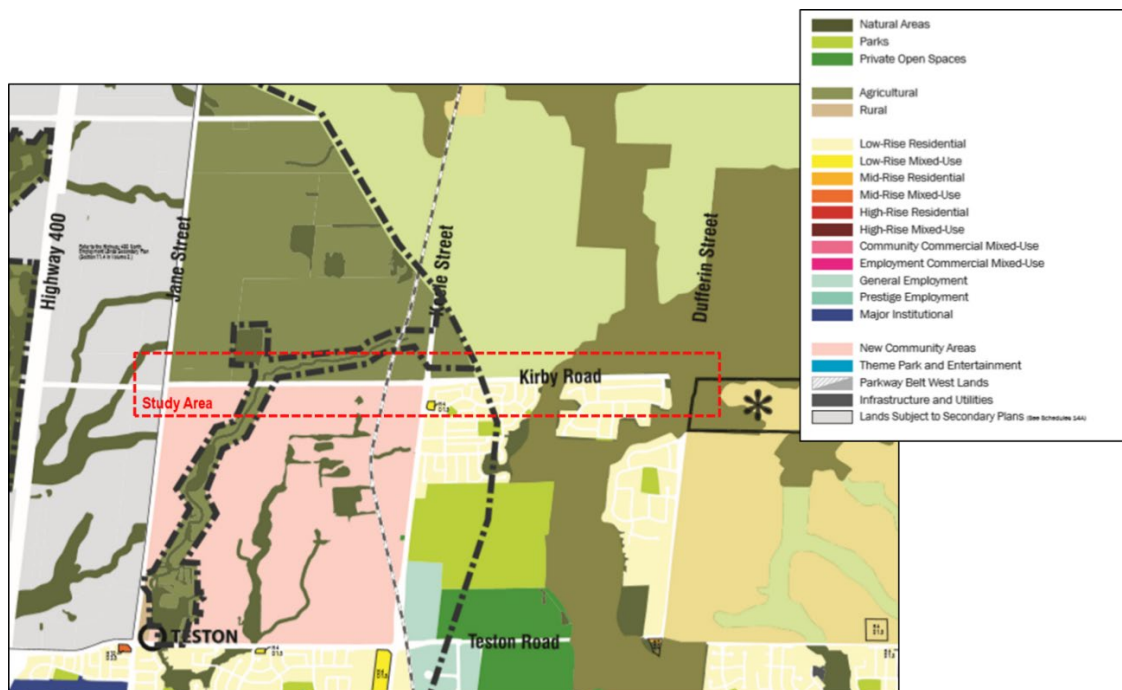 Natural Areas
Parks
Private Open Spaces
Agricultural
Rural
Low-Rise Residential
Low-Rise Mixed-Use
Mid-Rise Residential
Mid-Rise Mixed-Use
High-Rise Residential
High-Rise Mixed-Use
Community Commercial Mixed-Use
Employment Commercial Mixed-Use
General Employment
Prestige Employment
Major Institutional
New Community Areas
Theme Park and Entertainment
Parkway Belt West Lands
Infrastructure and Utilities
Lands Subject to Secondary Plans (See Schedules 14A)
Highway 400
Jane Street
Keele Street
Dufferin Street
Kirby Road
Study Area
TESTON
Teston Road